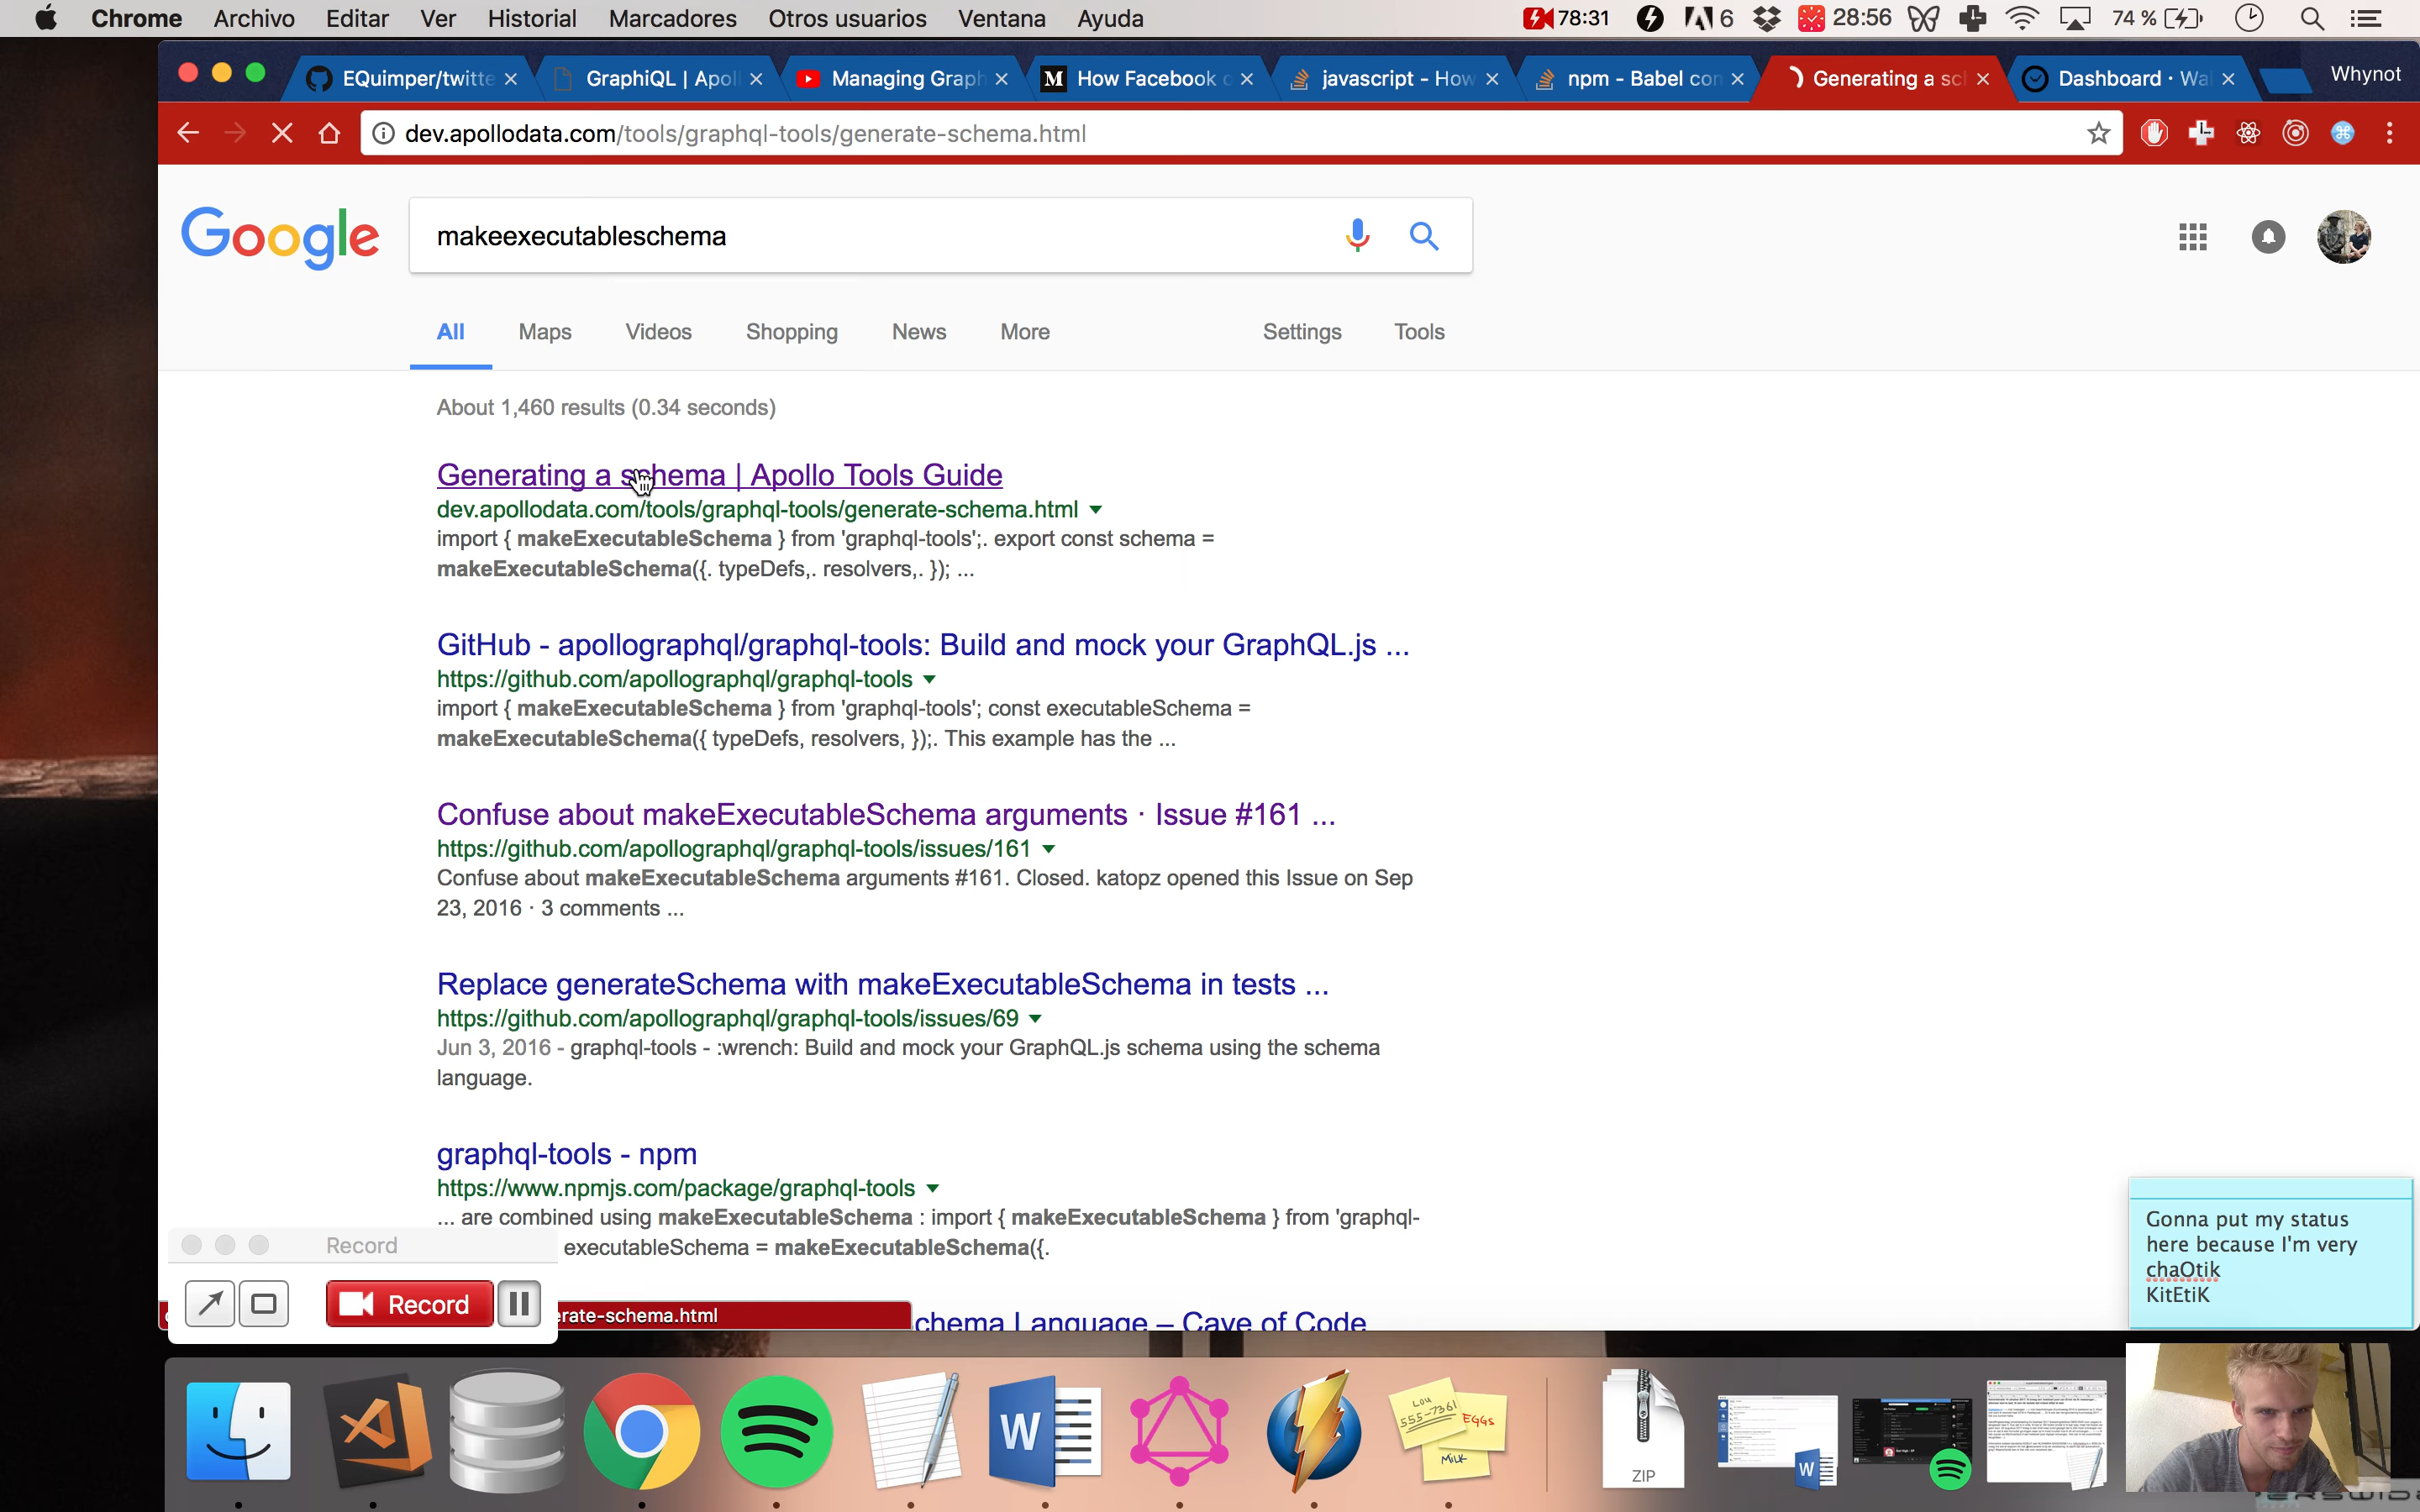 Chrome Archivo Editar Ver Historial Marcadores Otros usuarios Ventana Ayuda 78:31 6 28:56 74 %
EQuimper/twitte GraphiQL | Apol Managing Graph How Facebook c javascript - How npm - Babel con Generating a sc Dashboard · Wa Whynot
dev.apollodata.com/tools/graphql-tools/generate-schema.html
Google makeexecutableschema
All Maps Videos Shopping News More Settings Tools
About 1,460 results (0.34 seconds)
Generating a schema | Apollo Tools Guide
dev.apollodata.com/tools/graphql-tools/generate-schema.html
import { makeExecutableSchema } from 'graphql-tools';. export const schema =
makeExecutableSchema({. typeDefs,. resolvers,. }); ...
GitHub - apollographql/graphql-tools: Build and mock your GraphQL.js ...
https://github.com/apollographql/graphql-tools
import { makeExecutableSchema } from 'graphql-tools'; const executableSchema =
makeExecutableSchema({ typeDefs, resolvers, });. This example has the ...
Confuse about makeExecutableSchema arguments · Issue #161 ...
https://github.com/apollographql/graphql-tools/issues/161
Confuse about makeExecutableSchema arguments #161. Closed. katopz opened this Issue on Sep
23, 2016 · 3 comments ...
Replace generateSchema with makeExecutableSchema in tests ...
https://github.com/apollographql/graphql-tools/issues/69
Jun 3, 2016 - graphql-tools - :wrench: Build and mock your GraphQL.js schema using the schema
language.
graphql-tools - npm
https://www.npmjs.com/package/graphql-tools
... are combined using makeExecutableSchema : import { makeExecutableSchema } from 'graphql-
executableSchema = makeExecutableSchema({.
chema Language – Cave of Code
Record
Record
erate-schema.html
Gonna put my status
here because I'm very
chaOtik
KitEtiK
W
LOU
555-7361
EGGS
MILK
ZIP
W